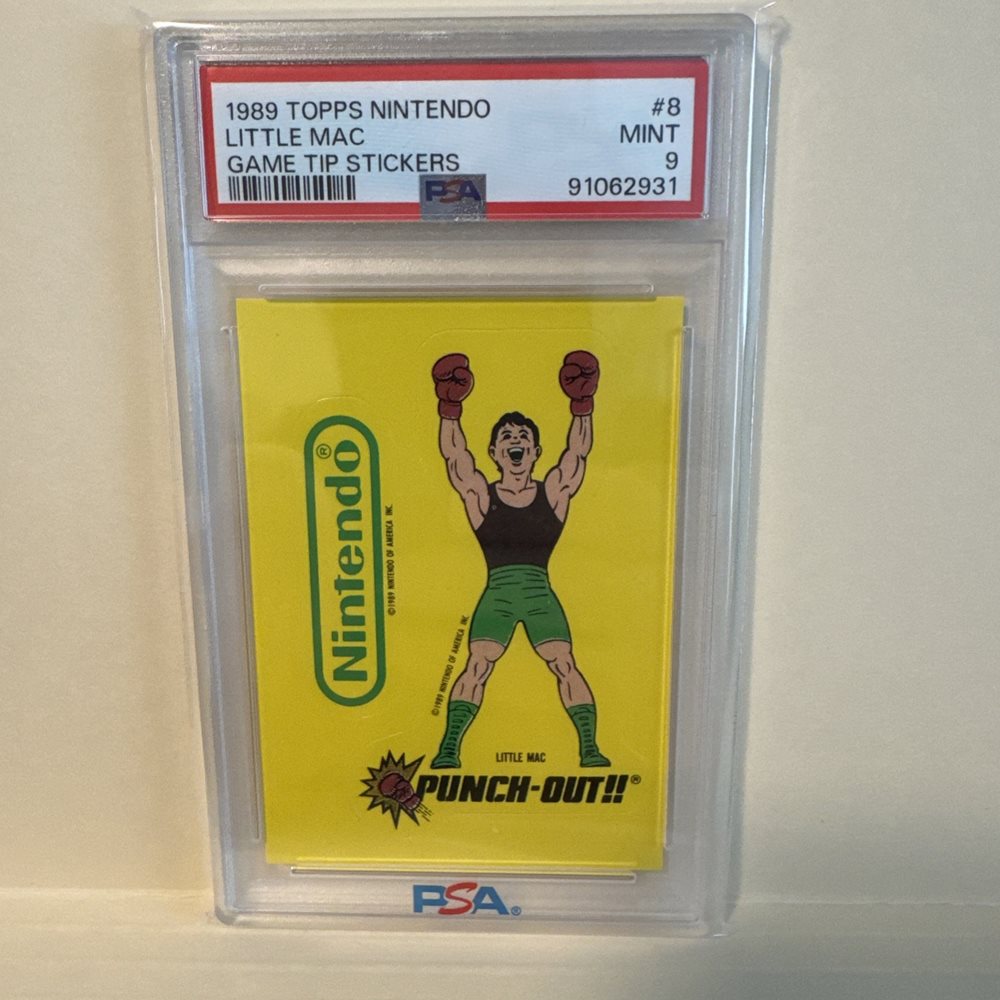 1989 TOPPS NINTENDO #8
LITTLE MAC MINT
GAME TIP STICKERS 9
PSA 91062931
Nintendo®
©1989 NINTENDO OF AMERICA INC.
©1989 NINTENDO OF AMERICA INC.
LITTLE MAC
PUNCH-OUT!!®
PSA®